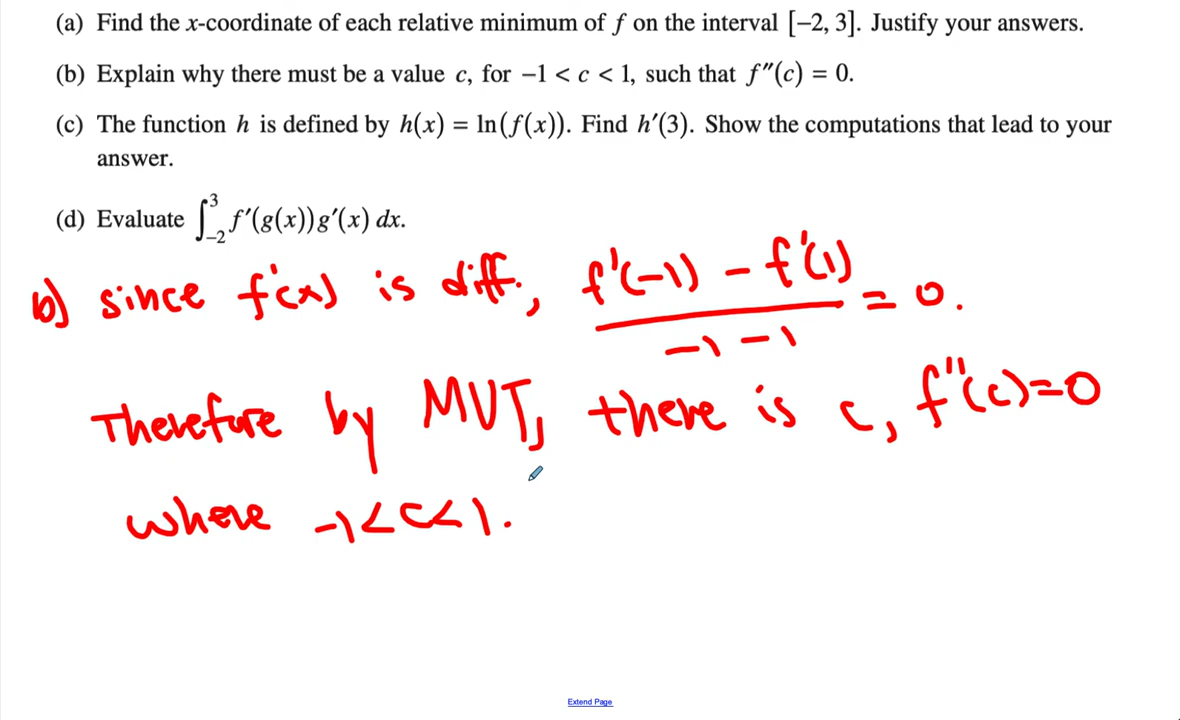 (a) Find the x-coordinate of each relative minimum of f on the interval [−2, 3]. Justify your answers.
(b) Explain why there must be a value c, for −1 < c < 1, such that f″(c) = 0.
(c) The function h is defined by h(x) = ln(f(x)). Find h′(3). Show the computations that lead to your
answer.
(d) Evaluate ∫_{−2}^{3} f′(g(x))g′(x) dx.
b) since f'(x) is diff., \frac{f'(-1) - f'(1)}{-1 - 1} = 0.
Therefore by MVT, there is c, f"(c)=0
where -1<c<1.
Extend Page